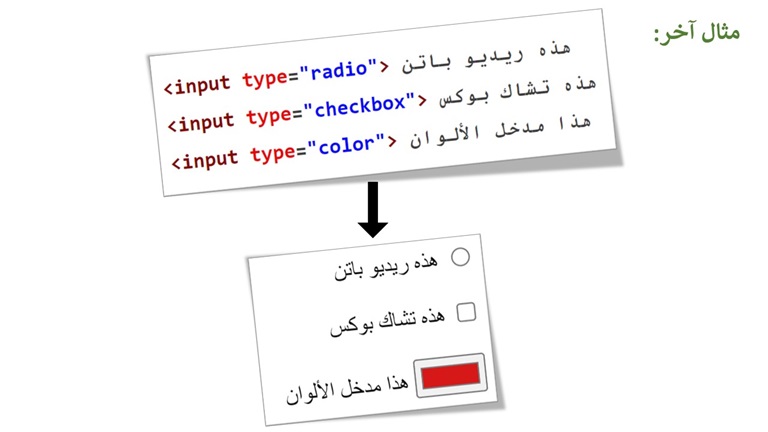 مثال آخر:
<input type="radio"> هذه ريديو باتن
<input type="checkbox"> هذه تشاك بوكس
<input type="color"> هذا مدخل الألوان
هذه ريديو باتن
هذه تشاك بوكس
هذا مدخل الألوان